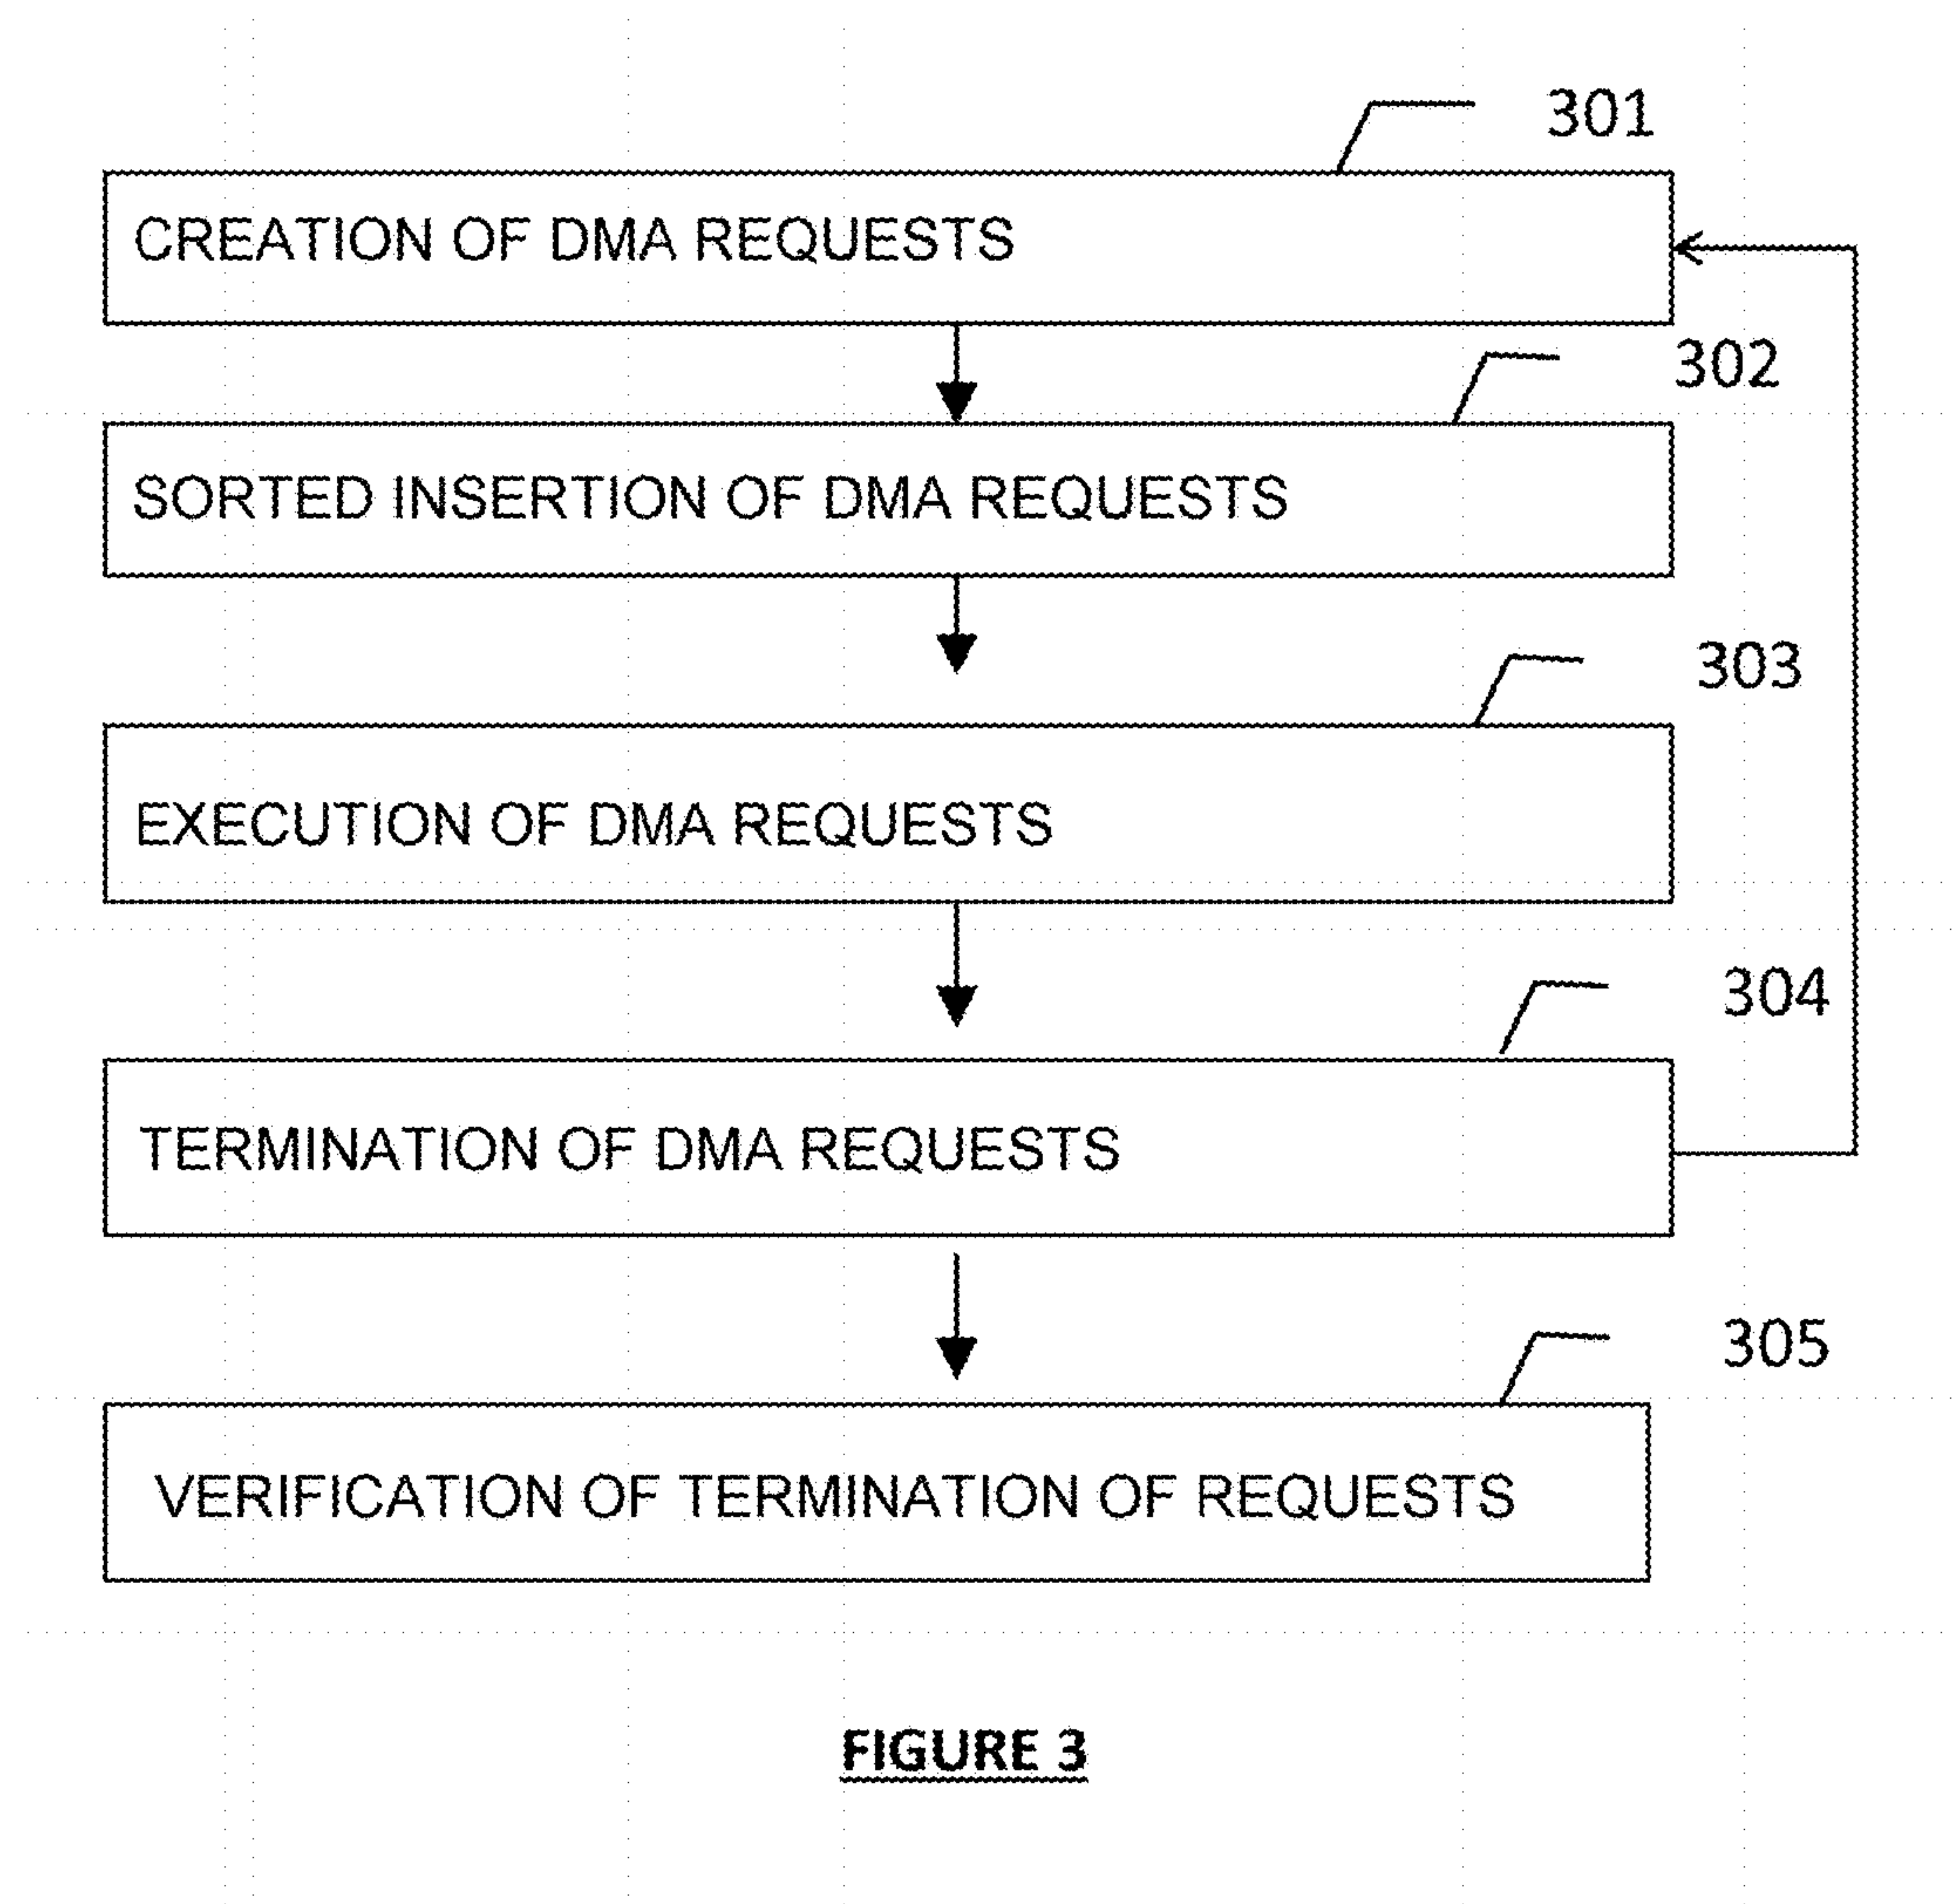 301
CREATION OF DMA REQUESTS
302
SORTED INSERTION OF DMA REQUESTS
303
EXECUTION OF DMA REQUESTS
304
TERMINATION OF DMA REQUESTS
305
VERIFICATION OF TERMINATION OF REQUESTS
FIGURE 3